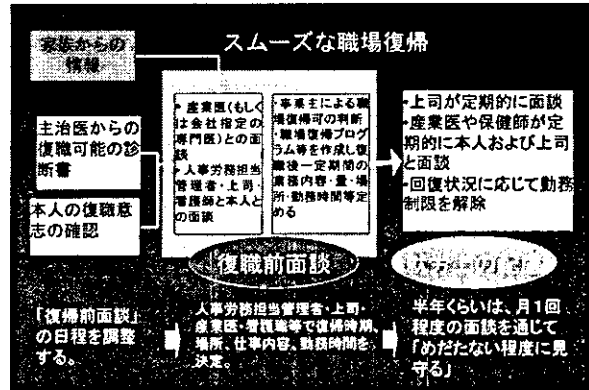 スムーズな職場復帰
家族からの
情報
主治医からの
復職可能の診
断書
本人の復職意
志の確認
・産業医(もしく
は会社指定の
専門医)との面
談
・人事労務担当
管理者・上司・
看護師と本人と
の面談
・事業主による職
場復帰可の判断
・職場復帰プログ
ラム等を作成し復
職後一定期間の
業務内容・量・場
所・勤務時間等定
める
・上司が定期的に面談
・産業医や保健師が定
期的に本人および上司
と面談
・回復状況に応じて勤務
制限を解除
復職前面談
「復帰前面談」
の日程を調整
する。
人事労務担当管理者・上司・
産業医・看護職等で復帰時期、
場所、仕事内容、勤務時間を
決定。
半年くらいは、月1回
程度の面談を通じて
「めだたない程度に見
守る」